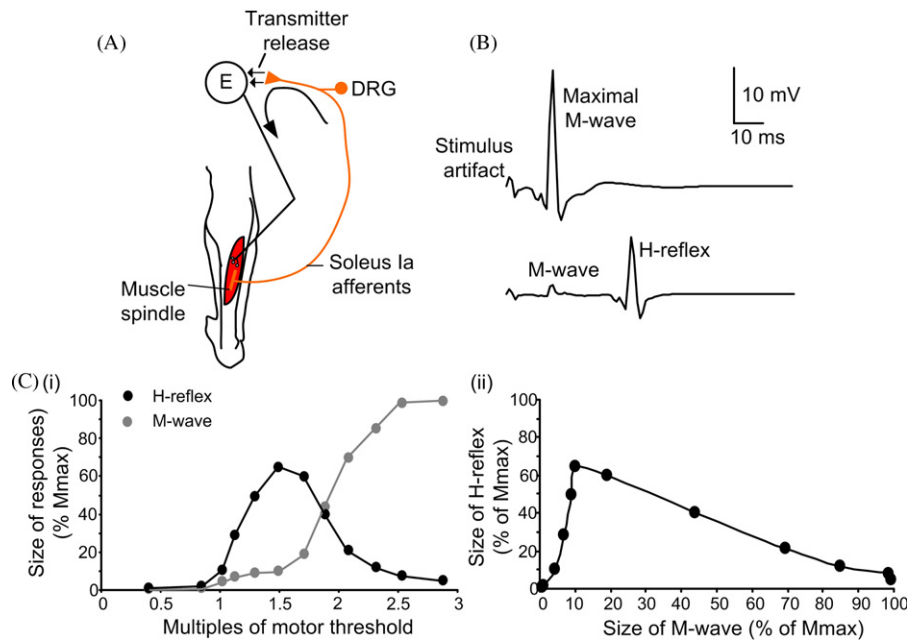 (A)
Transmitter
release
E
DRG
Soleus Ia
afferents
Muscle
spindle
(B)
Maximal
M-wave
10 mV
10 ms
Stimulus
artifact
M-wave
H-reflex
(C) (i)
H-reflex
M-wave
Size of responses)
(% Mmax)
100
80
60
40
20
0
0
0.5
1
1.5
2
2.5
3
Multiples of motor threshold
(ii)
Size of H-reflex
(% of Mmax)
100
80
60
40
20
0
0 10 20 30 40 50 60 70 80 90 100
Size of M-wave (% of Mmax)